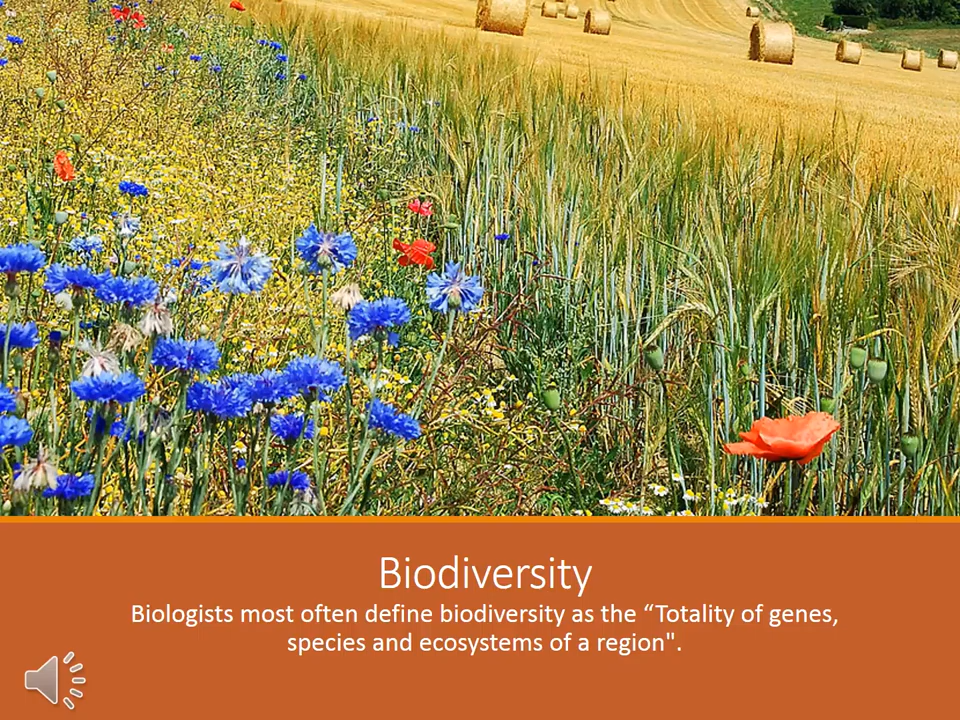 Biodiversity
Biologists most often define biodiversity as the “Totality of genes,
species and ecosystems of a region".